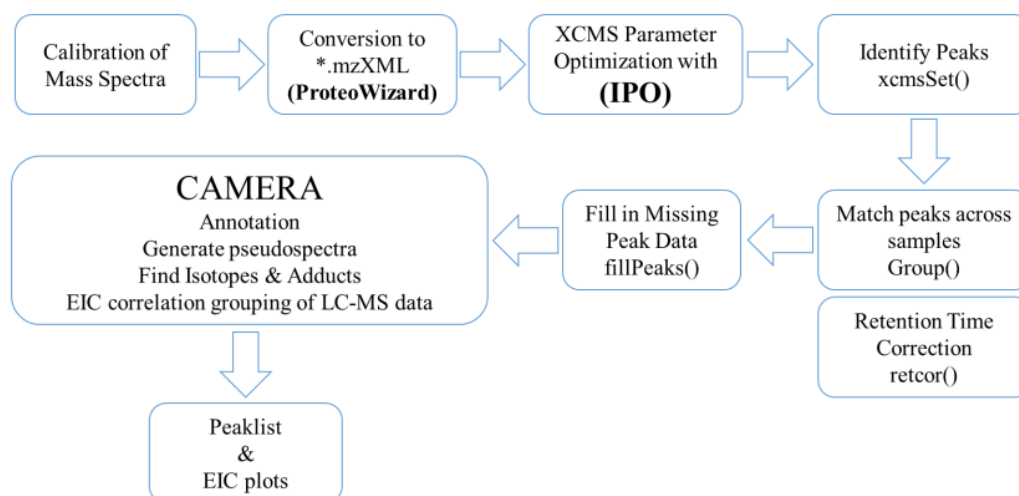 Calibration of
Mass Spectra
Conversion to
*.mzXML
(ProteoWizard)
XCMS Parameter
Optimization with
(IPO)
Identify Peaks
xcmsSet()
Match peaks across
samples
Group()
Retention Time
Correction
retcor()
Fill in Missing
Peak Data
fillPeaks()
CAMERA
Annotation
Generate pseudospectra
Find Isotopes & Adducts
EIC correlation grouping of LC-MS data
Peaklist
&
EIC plots